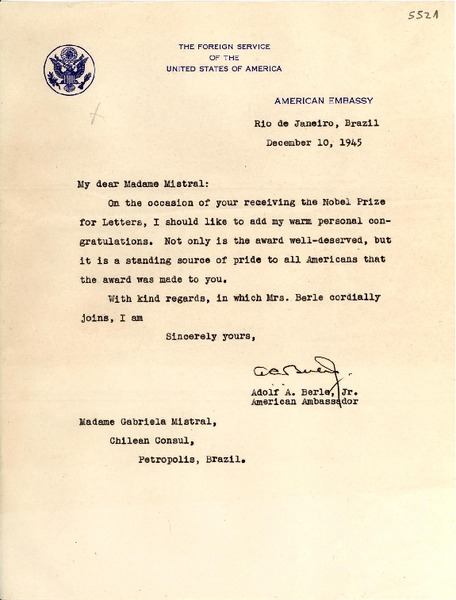 5521
THE FOREIGN SERVICE
OF THE
UNITED STATES OF AMERICA
AMERICAN EMBASSY
Rio de Janeiro, Brazil
December 10, 1945
My dear Madame Mistral:
On the occasion of your receiving the Nobel Prize
for Letters, I should like to add my warm personal con-
gratulations. Not only is the award well-deserved, but
it is a standing source of pride to all Americans that
the award was made to you.
With kind regards, in which Mrs. Berle cordially
joins, I am
Sincerely yours,
Adolf A. Berle, Jr.
American Ambassador
Madame Gabriela Mistral,
Chilean Consul,
Petropolis, Brazil.